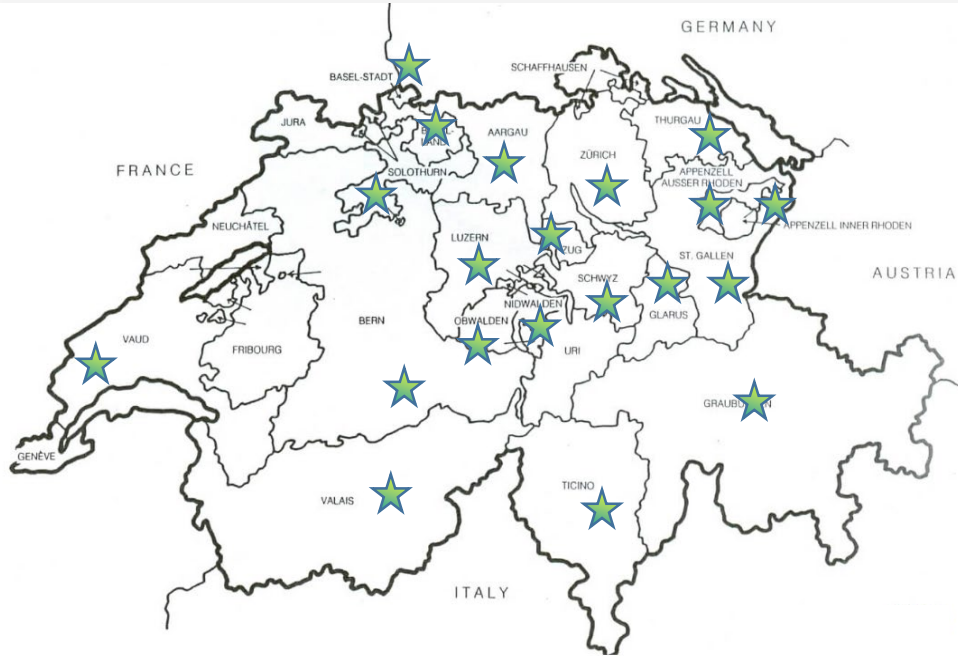 GERMANY
SCHAFFHAUSEN
BASEL-STADT
JURA
THURGAU
AARGAU
ZÜRICH
FRANCE
SOLOTHURN
APPENZELL
AUSSER RHODEN
NEUCHÂTEL
APPENZELL INNER RHODEN
LUZERN
ZUG
ST. GALLEN
AUSTRIA
SCHWYZ
NIDWALDEN
OBWALDEN
GLARUS
BERN
VAUD
FRIBOURG
URI
GENÈVE
VALAIS
TICINO
ITALY